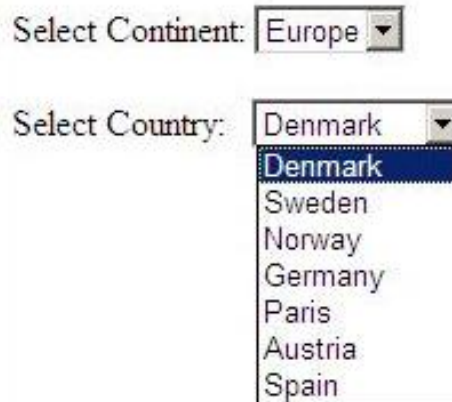 Select Continent: Europe
Select Country: Denmark
Denmark
Sweden
Norway
Germany
Paris
Austria
Spain